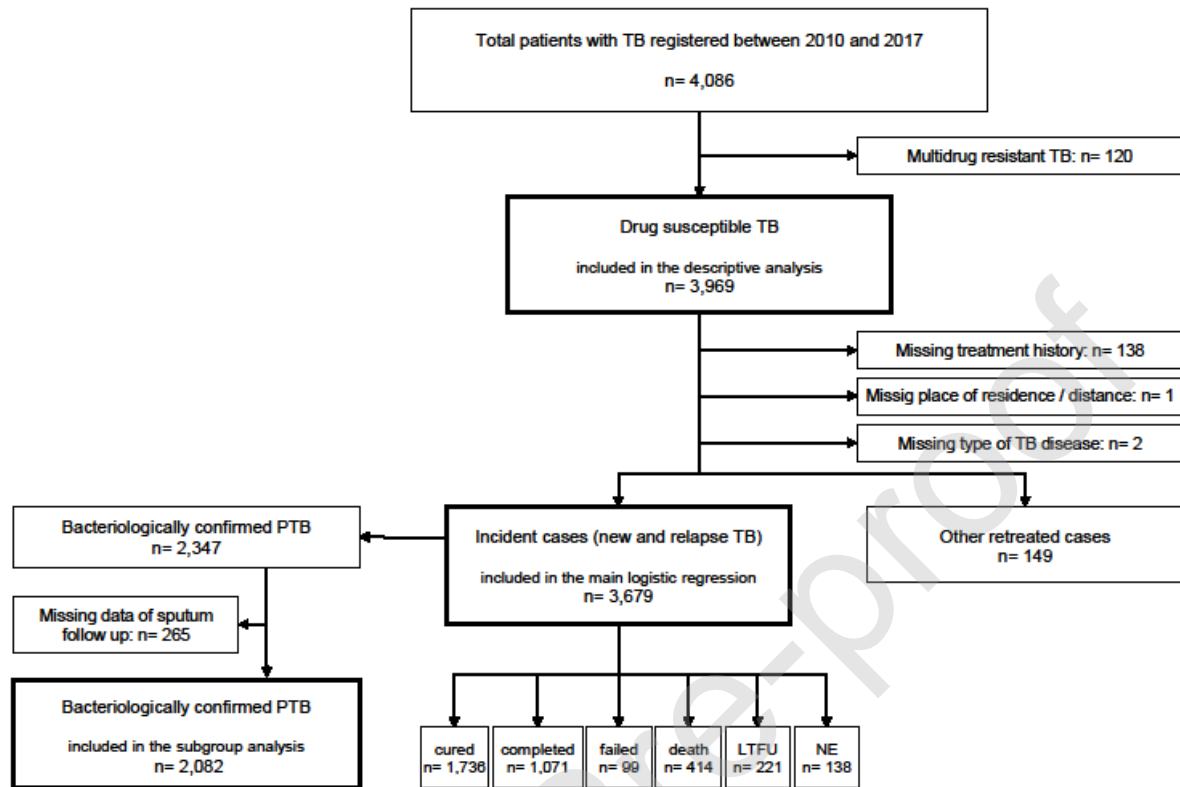 Total patients with TB registered between 2010 and 2017
n= 4,086
Multidrug resistant TB: n= 120
Drug susceptible TB
included in the descriptive analysis
n= 3,969
Missing treatment history: n= 138
Missig place of residence / distance: n= 1
Missing type of TB disease: n= 2
Bacteriologically confirmed PTB
n= 2,347
Incident cases (new and relapse TB)
included in the main logistic regression
n= 3,679
Other retreated cases
n= 149
Missing data of sputum
follow up: n= 265
Bacteriologically confirmed PTB
included in the subgroup analysis
n= 2,082
cured
n= 1,736
completed
n= 1,071
failed
n= 99
death
n= 414
LTFU
n= 221
NE
n= 138
re-proof